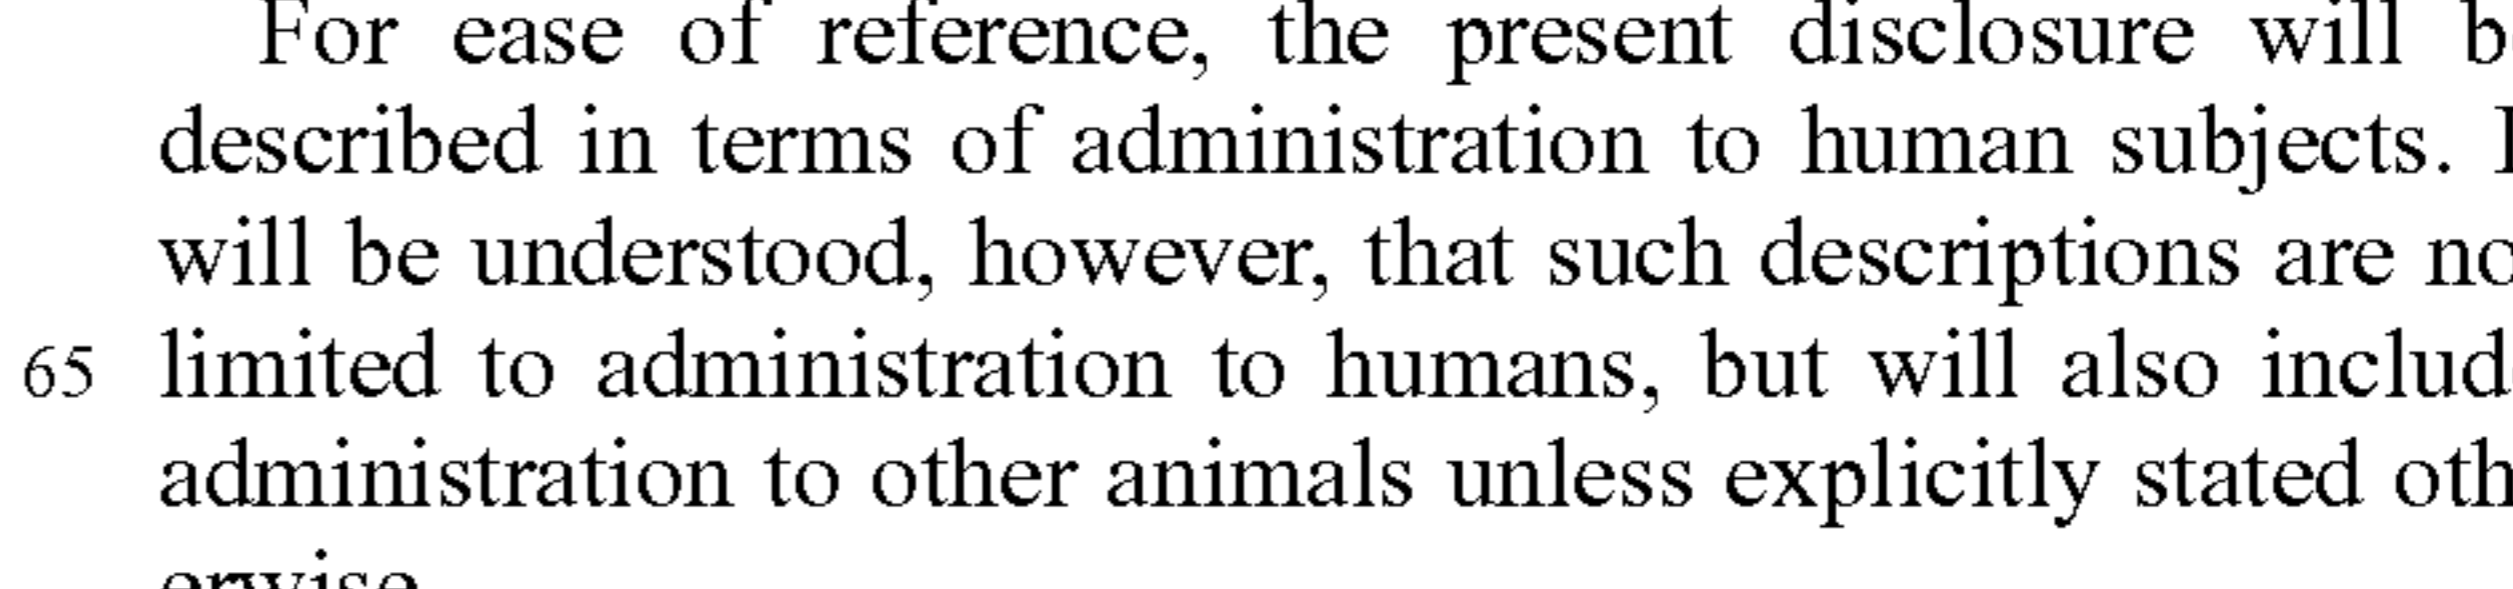 For ease of reference, the present disclosure will
described in terms of administration to human subjects.
will be understood, however, that such descriptions are
65 limited to administration to humans, but will also
administration to other animals unless explicitly stated oth
erwise